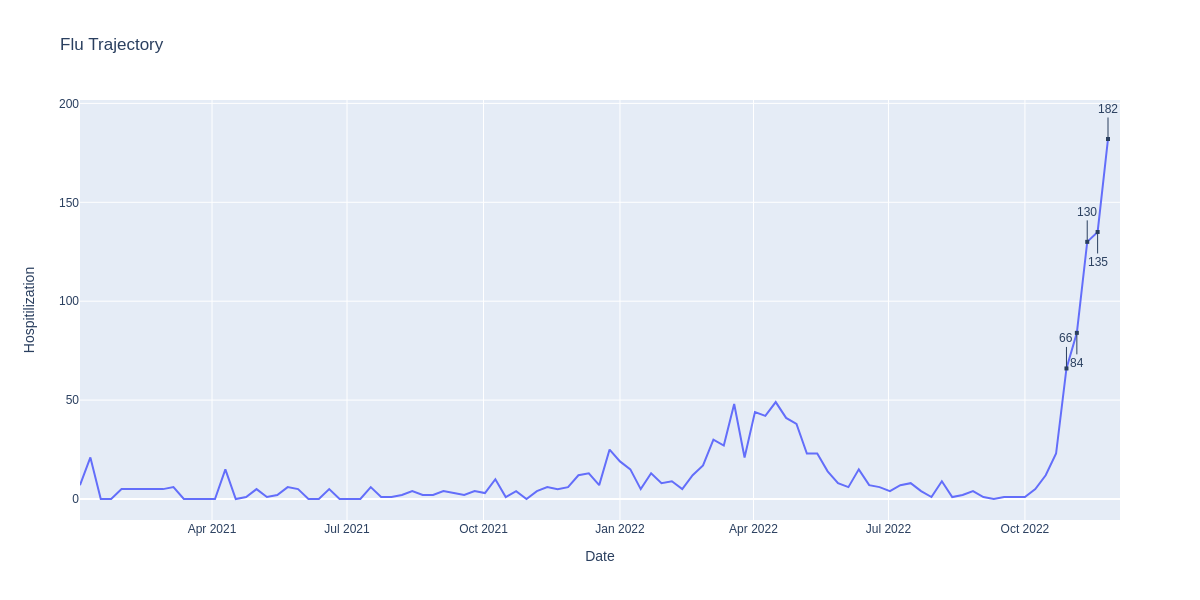 Flu Trajectory
200
150
100
50
0
Hospitilization
182
130
135
66
84
Apr 2021
Jul 2021
Oct 2021
Jan 2022
Apr 2022
Jul 2022
Oct 2022
Date